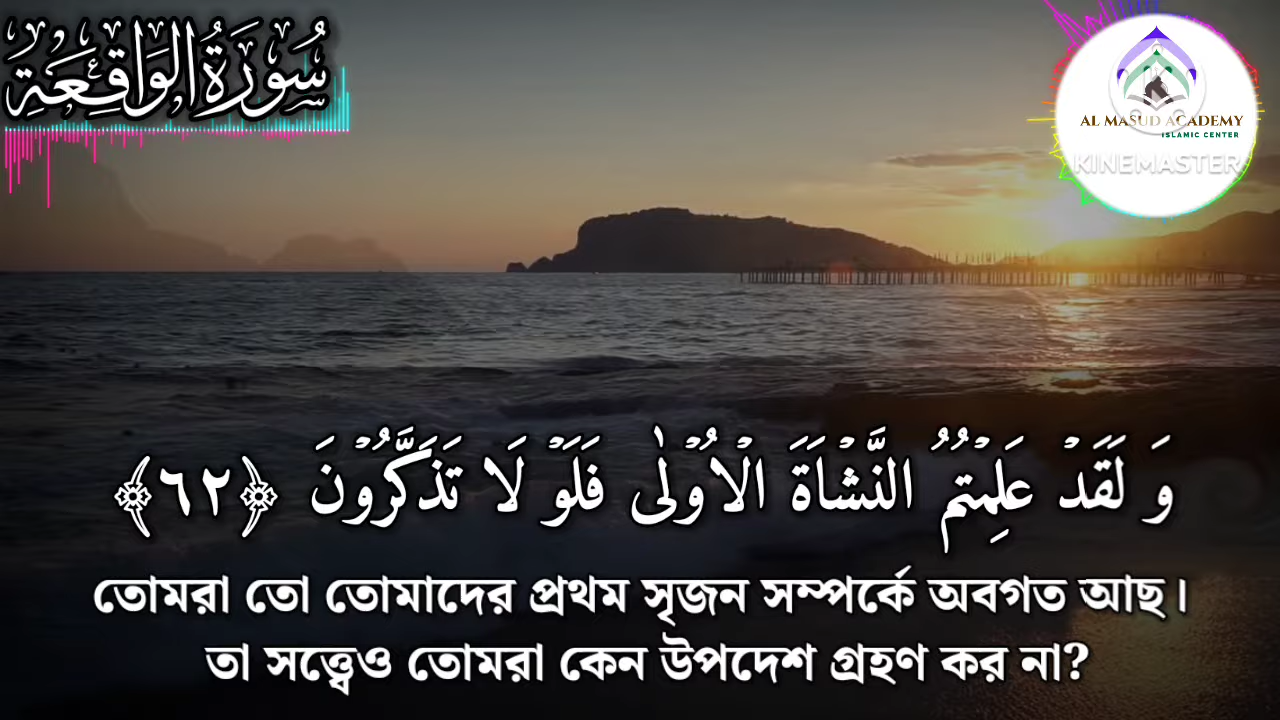 سُوۡرَةُ الوَاقِعَةِ
AL MASUD ACADEMY
ISLAMIC CENTER
KINEMASTER
وَ لَقَدۡ عَلِمۡتُمُ النَّشۡاَةَ الۡاُوۡلٰی فَلَوۡ لَا تَذَكَّرُوۡنَ ﴿٦٢﴾
তোমরা তো তোমাদের প্রথম সৃজন সম্পর্কে অবগত আছ।
তা সত্ত্বেও তোমরা কেন উপদেশ গ্রহণ কর না?